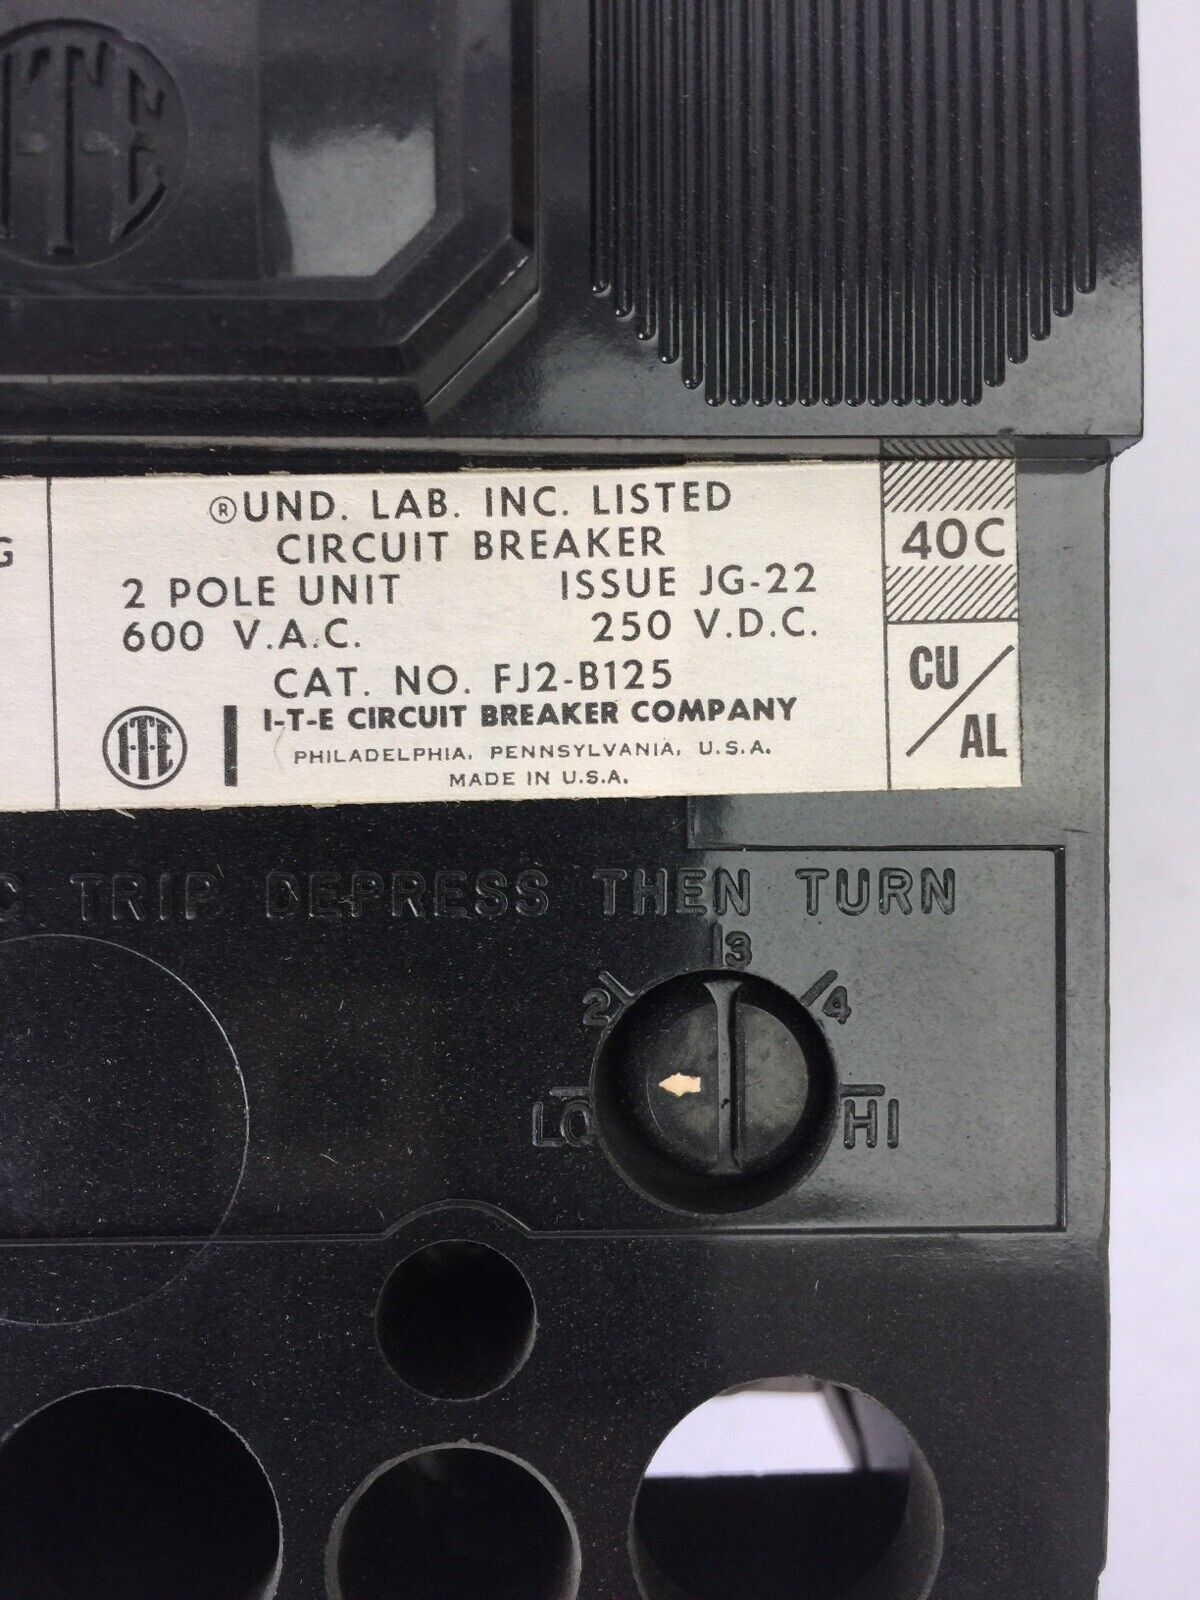 I-T-E
® UND. LAB. INC. LISTED
CIRCUIT BREAKER
2 POLE UNIT ISSUE JG-22
600 V.A.C. 250 V.D.C.
CAT. NO. FJ2-B125
I-T-E
I-T-E CIRCUIT BREAKER COMPANY
PHILADELPHIA, PENNSYLVANIA, U.S.A.
MADE IN U.S.A.
40C
CU/AL
TRIP DEPRESS THEN TURN
LO 2 3 4 HI